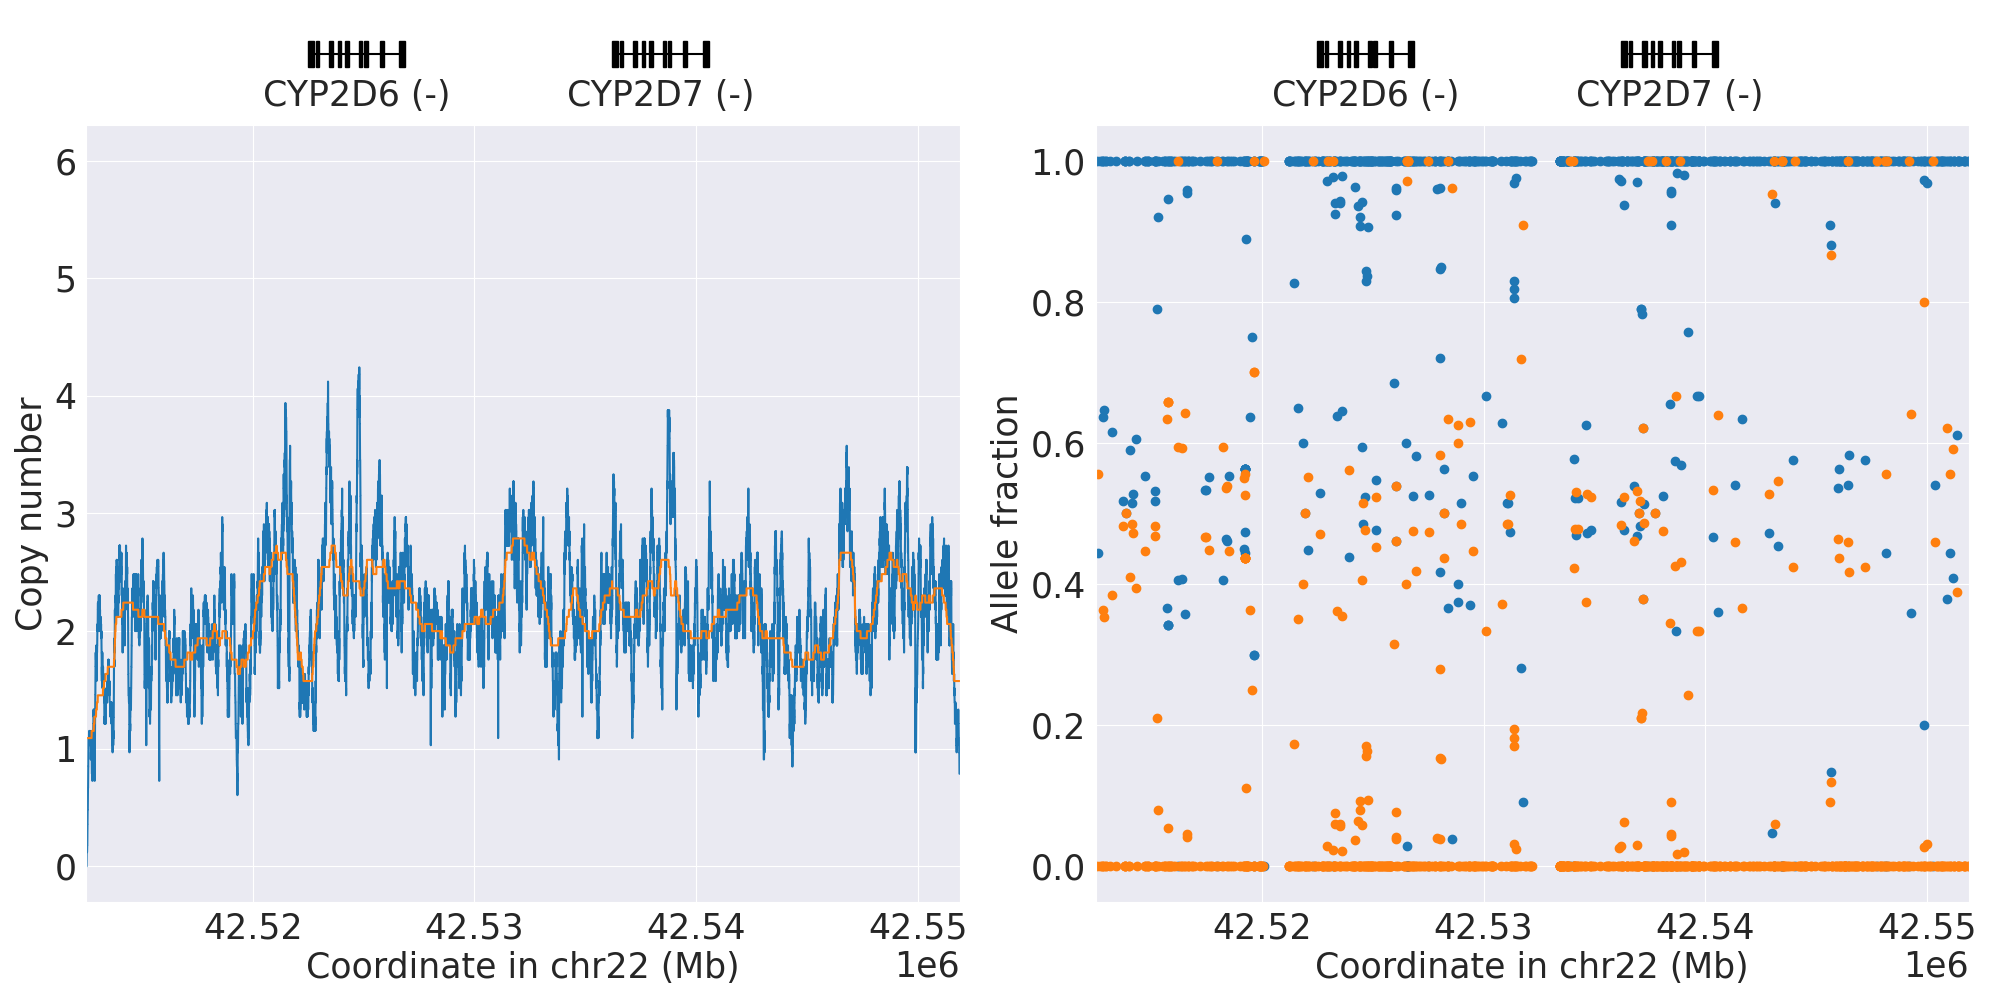 CYP2D6 (-) CYP2D7 (-)
6
5
4
3
2
1
0
Copy number
42.52 42.53 42.54 42.55
Coordinate in chr22 (Mb) 1e6
CYP2D6 (-) CYP2D7 (-)
1.0
0.8
0.6
0.4
0.2
0.0
Allele fraction
42.52 42.53 42.54 42.55
Coordinate in chr22 (Mb) 1e6